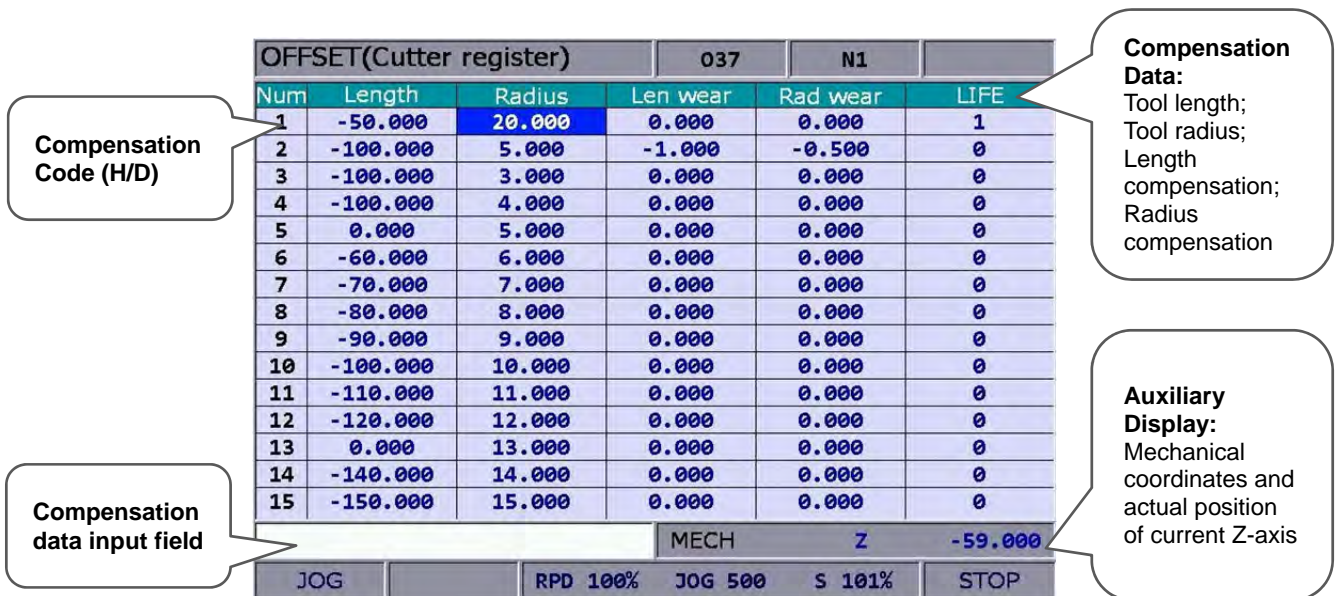 OFFSET(Cutter register) O37 N1
Num Length Radius Len wear Rad wear LIFE
1 -50.000 20.000 0.000 0.000 1
2 -100.000 5.000 -1.000 -0.500 0
3 -100.000 3.000 0.000 0.000 0
4 -100.000 4.000 0.000 0.000 0
5 0.000 5.000 0.000 0.000 0
6 -60.000 6.000 0.000 0.000 0
7 -70.000 7.000 0.000 0.000 0
8 -80.000 8.000 0.000 0.000 0
9 -90.000 9.000 0.000 0.000 0
10 -100.000 10.000 0.000 0.000 0
11 -110.000 11.000 0.000 0.000 0
12 -120.000 12.000 0.000 0.000 0
13 0.000 13.000 0.000 0.000 0
14 -140.000 14.000 0.000 0.000 0
15 -150.000 15.000 0.000 0.000 0
MECH Z -59.000
JOG RPD 100% JOG 500 S 101% STOP
Compensation
Code (H/D)
Compensation
data input field
Compensation
Data:
Tool length;
Tool radius;
Length
compensation;
Radius
compensation
Auxiliary
Display:
Mechanical
coordinates and
actual position
of current Z-axis